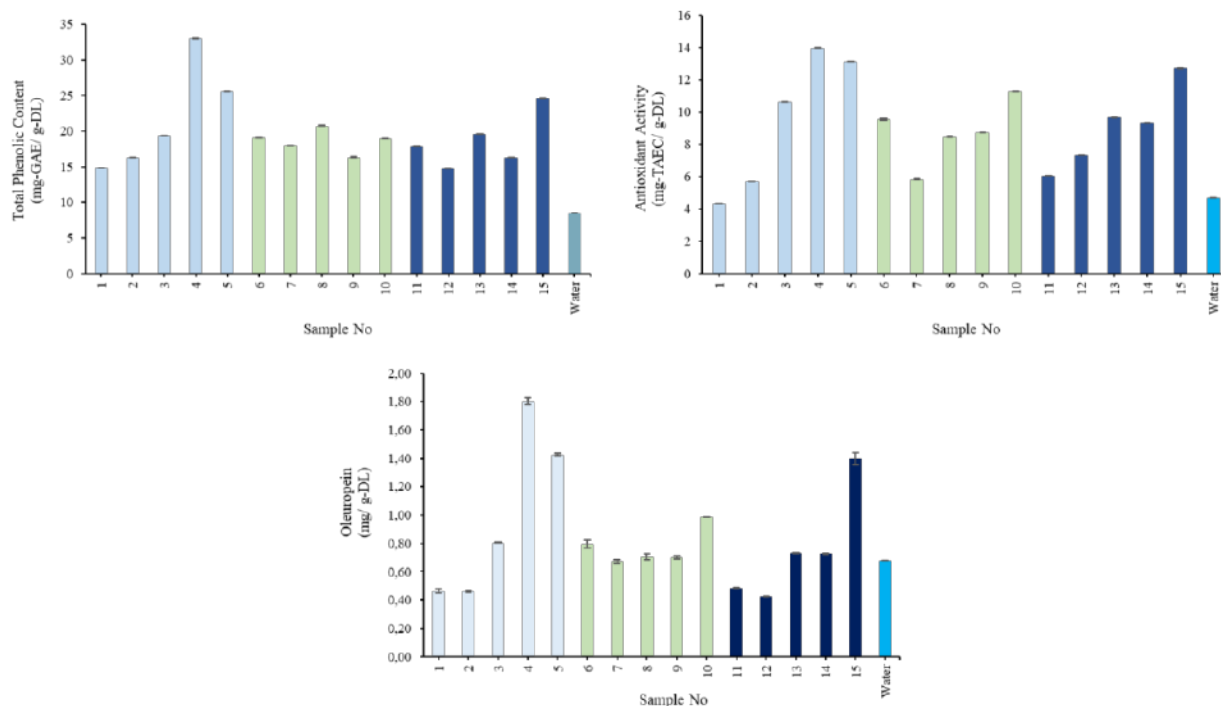 Total Phenolic Content
(mg-GAE/ g-DL)
35
30
25
20
15
10
5
0
1 2 3 4 5 6 7 8 9 10 11 12 13 14 15 Water
Sample No
Antioxidant Activity
(mg-TAEC/ g-DL)
16
14
12
10
8
6
4
2
0
1 2 3 4 5 6 7 8 9 10 11 12 13 14 15 Water
Sample No
Oleuropein
(mg/ g-DL)
2,00
1,80
1,60
1,40
1,20
1,00
0,80
0,60
0,40
0,20
0,00
1 2 3 4 5 6 7 8 9 10 11 12 13 14 15 Water
Sample No